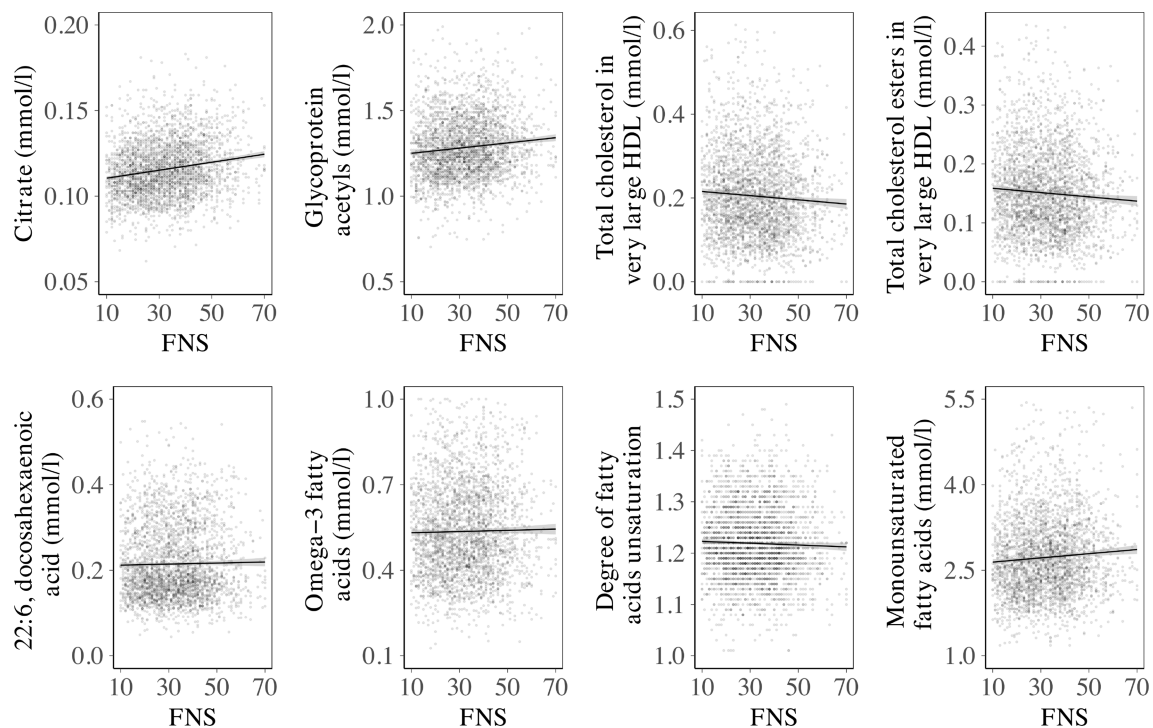 Citrate (mmol/l)
0.20
0.15
0.10
0.05
10 30 50 70
FNS
Glycoprotein
acetyls (mmol/l)
2.0
1.5
1.0
0.5
10 30 50 70
FNS
Total cholesterol in
very large HDL (mmol/l)
0.6
0.4
0.2
0.0
10 30 50 70
FNS
Total cholesterol esters in
very large HDL (mmol/l)
0.4
0.3
0.2
0.1
0.0
10 30 50 70
FNS
22:6, docosahexaenoic
acid (mmol/l)
0.6
0.4
0.2
0.0
10 30 50 70
FNS
Omega−3 fatty
acids (mmol/l)
1.0
0.7
0.4
0.1
10 30 50 70
FNS
Degree of fatty
acids unsaturation
1.5
1.4
1.3
1.2
1.1
1.0
10 30 50 70
FNS
Monounsaturated
fatty acids (mmol/l)
5.5
4.0
2.5
1.0
10 30 50 70
FNS